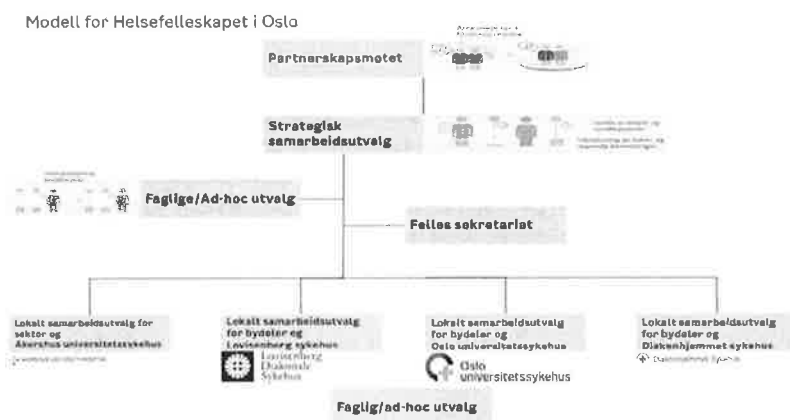 Modell for Helsefelleskapet i Oslo
Partnerskapsmøtet
Strategisk
samarbeidsutvalg
Faglige/Ad-hoc utvalg
Felles sekretariat
Lokalt samarbeidsutvalg for
sektor og
Akershus universitetssykehus
Lokalt samarbeidsutvalg
for bydeler og
Lovisenberg sykehus
Lovisenberg
Diakonale
Sykehus
Lokalt samarbeidsutvalg
for bydeler og
Oslo universitetssykehus
Oslo
universitetssykehus
Lokalt samarbeidsutvalg
for bydeler og
Diakonhjemmet sykehus
Diakonhjemmet Sykehus
Faglig/ad-hoc utvalg